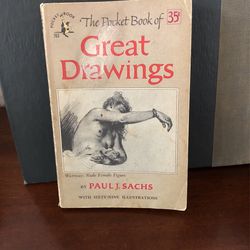 POCKET BOOK
The Pocket Book of
35¢
Great
Drawings
Watteau: Nude Female Figure
BY PAUL J. SACHS
WITH SIXTY-NINE ILLUSTRATIONS